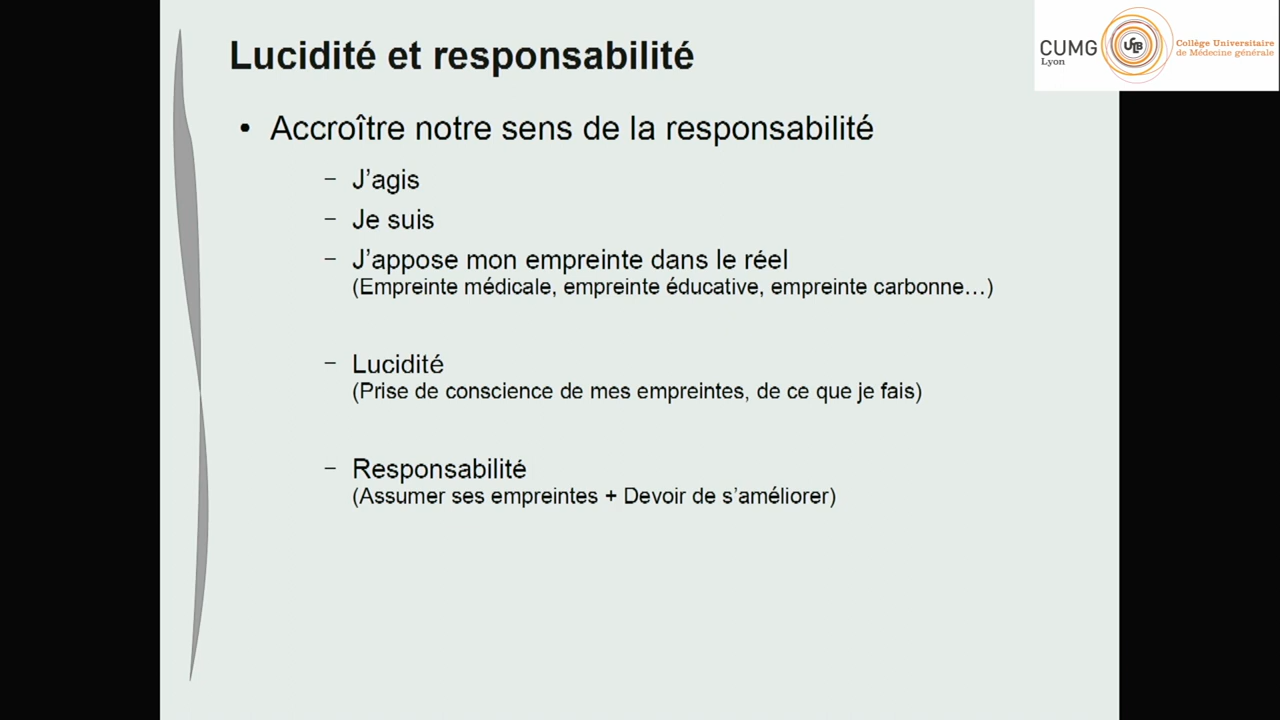 Lucidité et responsabilité
CUMG
Lyon
Collège Universitaire
de Médecine générale
• Accroître notre sens de la responsabilité
– J’agis
– Je suis
– J’appose mon empreinte dans le réel
(Empreinte médicale, empreinte éducative, empreinte carbonne…)
– Lucidité
(Prise de conscience de mes empreintes, de ce que je fais)
– Responsabilité
(Assumer ses empreintes + Devoir de s’améliorer)